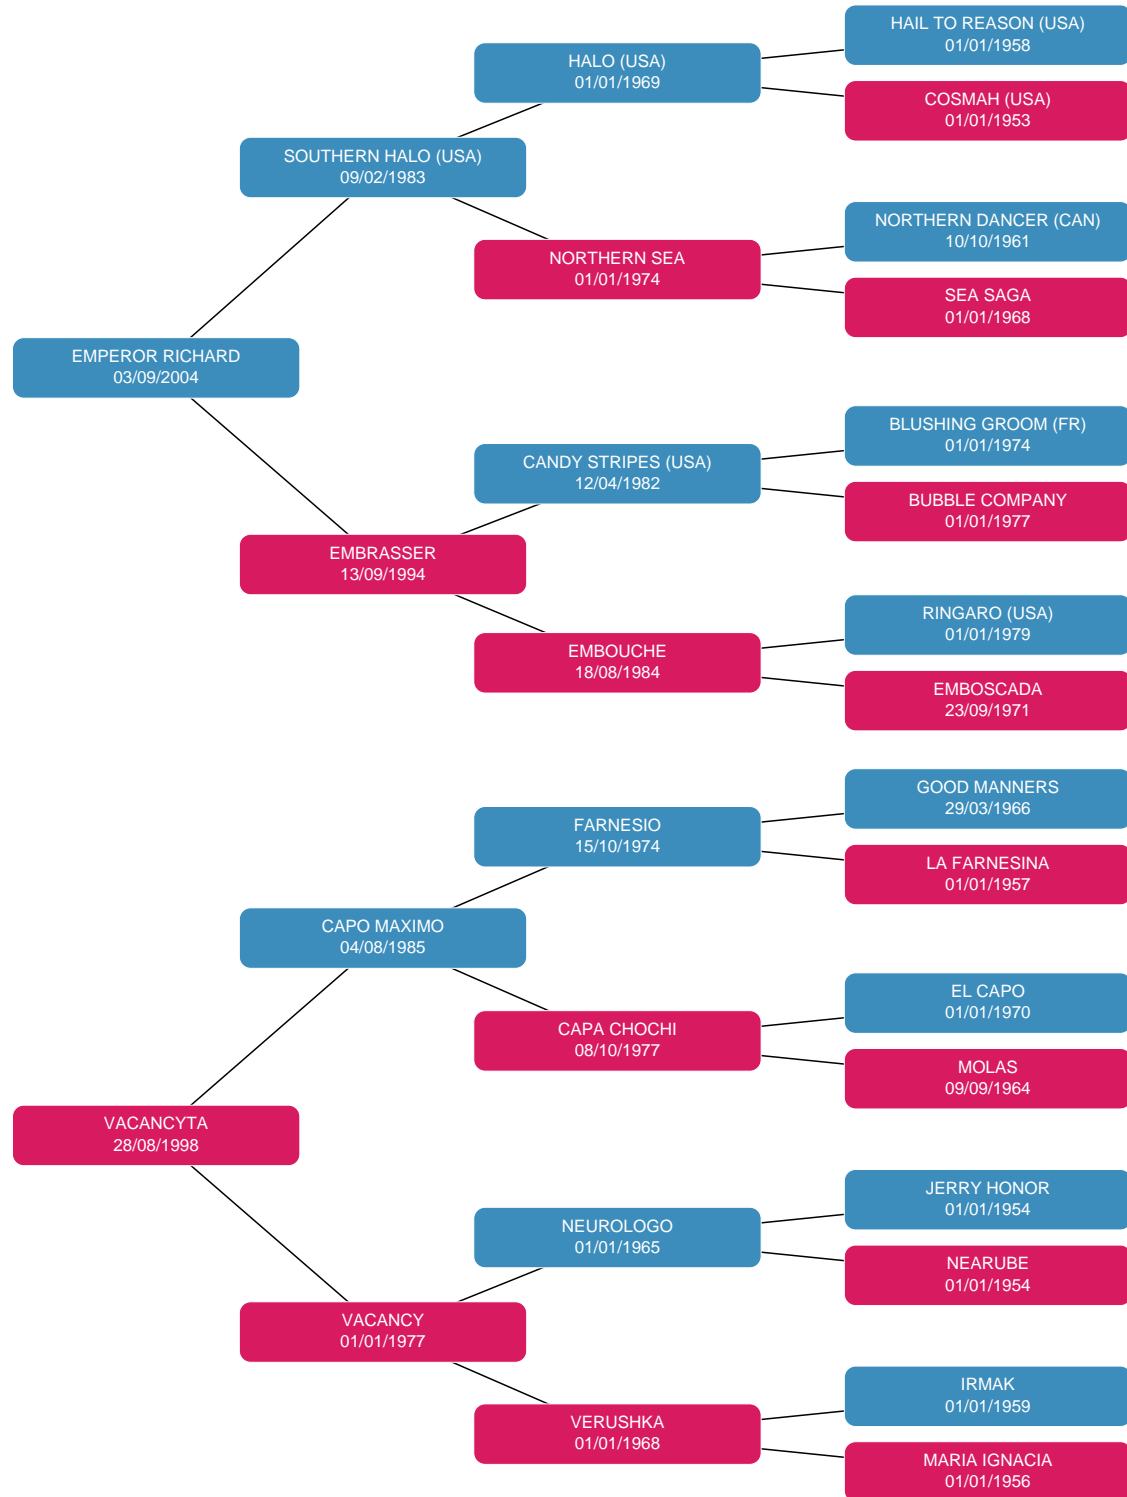 HAIL TO REASON (USA)
01/01/1958
HALO (USA)
01/01/1969
COSMAH (USA)
01/01/1953
SOUTHERN HALO (USA)
09/02/1983
NORTHERN DANCER (CAN)
10/10/1961
NORTHERN SEA
01/01/1974
SEA SAGA
01/01/1968
EMPEROR RICHARD
03/09/2004
BLUSHING GROOM (FR)
01/01/1974
CANDY STRIPES (USA)
12/04/1982
BUBBLE COMPANY
01/01/1977
EMBRASSER
13/09/1994
RINGARO (USA)
01/01/1979
EMBOUCHE
18/08/1984
EMBOSCADA
23/09/1971
GOOD MANNERS
29/03/1966
FARNESIO
15/10/1974
LA FARNESINA
01/01/1957
CAPO MAXIMO
04/08/1985
EL CAPO
01/01/1970
CAPA CHOCHI
08/10/1977
MOLAS
09/09/1964
VACANCYTA
28/08/1998
JERRY HONOR
01/01/1954
NEUROLOGO
01/01/1965
NEARUBE
01/01/1954
VACANCY
01/01/1977
IRMAK
01/01/1959
VERUSHKA
01/01/1968
MARIA IGNACIA
01/01/1956